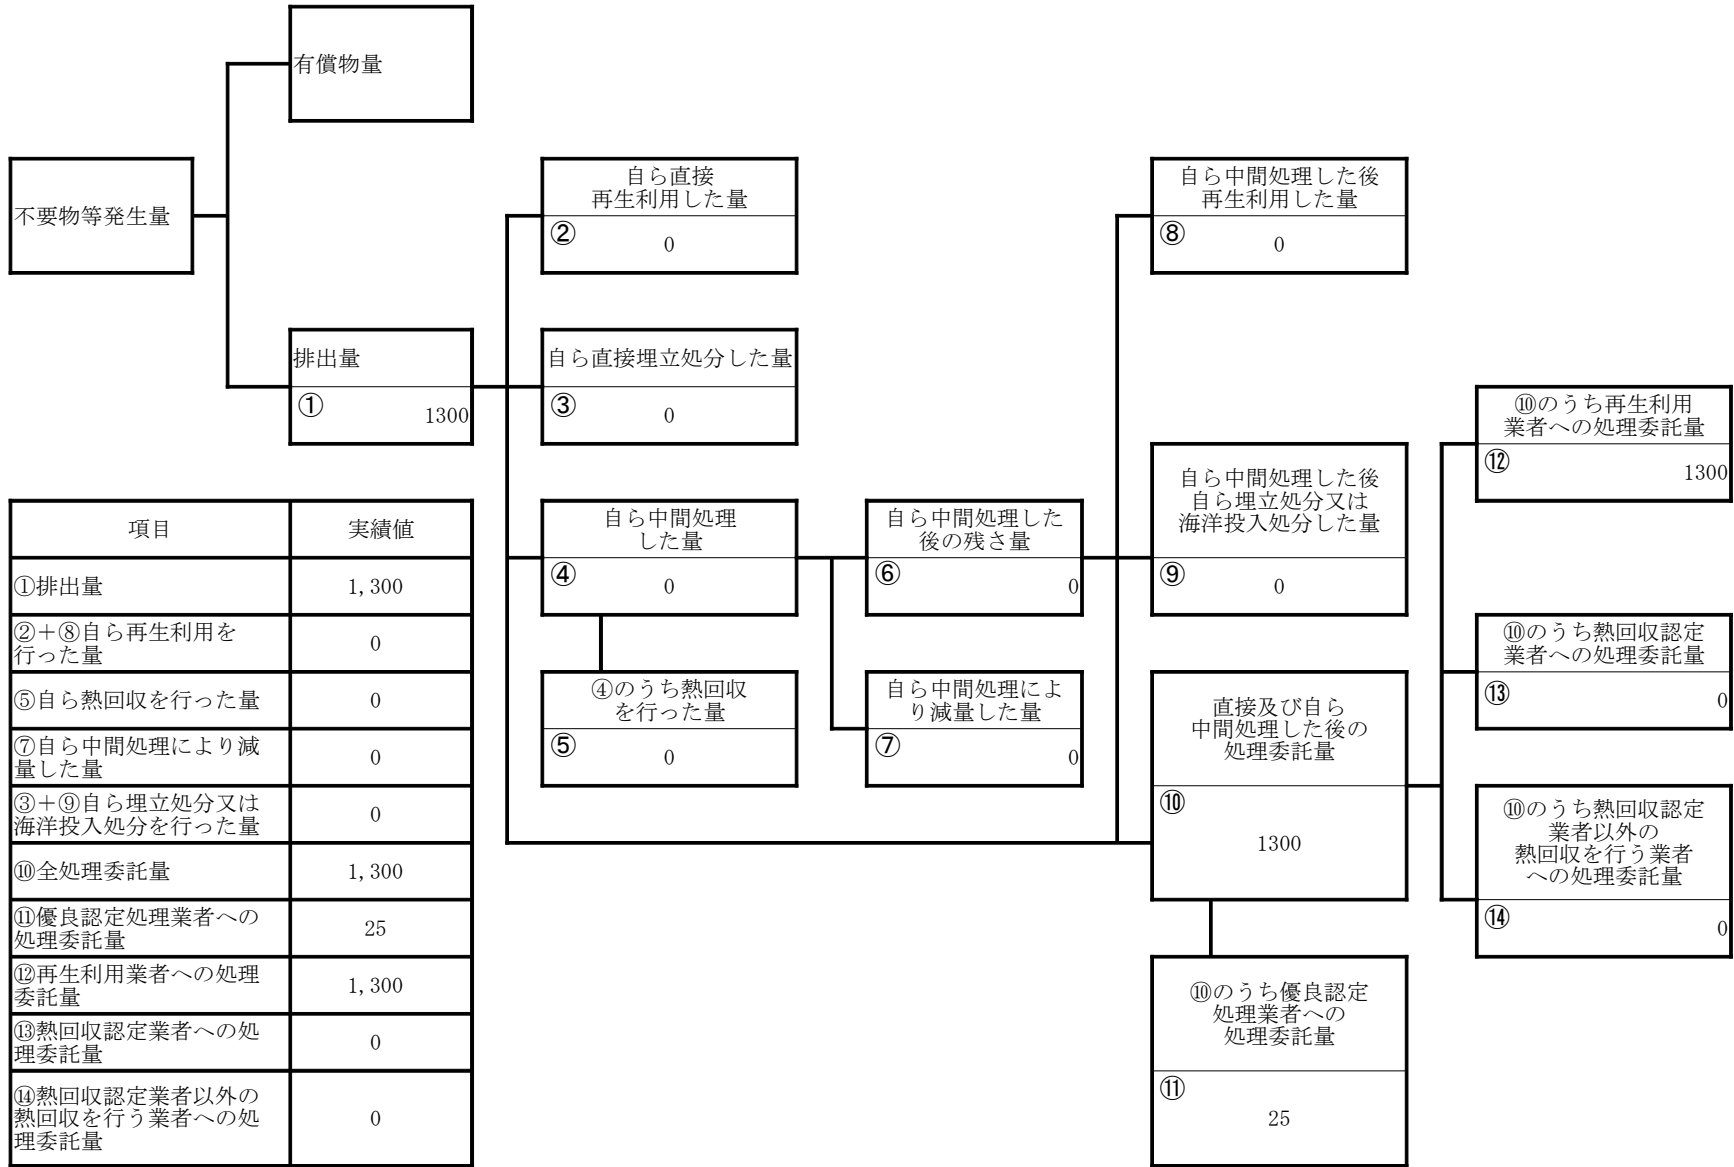 有償物量
不要物等発生量
自ら直接
再生利用した量
②
0
自ら中間処理した後
再生利用した量
⑧
0
排出量
①
1300
自ら直接埋立処分した量
③
0
⑩のうち再生利用
業者への処理委託量
⑫
1300
自ら中間処理
した量
④
0
自ら中間処理した
後の残さ量
⑥
0
自ら中間処理した後
自ら埋立処分又は
海洋投入処分した量
⑨
0
⑩のうち熱回収認定
業者への処理委託量
⑬
0
④のうち熱回収
を行った量
⑤
0
自ら中間処理によ
り減量した量
⑦
0
直接及び自ら
中間処理した後の
処理委託量
⑩
1300
⑩のうち熱回収認定
業者以外の
熱回収を行う業者
への処理委託量
⑭
0
⑩のうち優良認定
処理業者への
処理委託量
⑪
25
項目 実績値
①排出量 1,300
②＋⑧自ら再生利用を
行った量 0
⑤自ら熱回収を行った量 0
⑦自ら中間処理により減
量した量 0
③＋⑨自ら埋立処分又は
海洋投入処分を行った量 0
⑩全処理委託量 1,300
⑪優良認定処理業者への
処理委託量 25
⑫再生利用業者への処理
委託量 1,300
⑬熱回収認定業者への処
理委託量 0
⑭熱回収認定業者以外の
熱回収を行う業者への処
理委託量 0